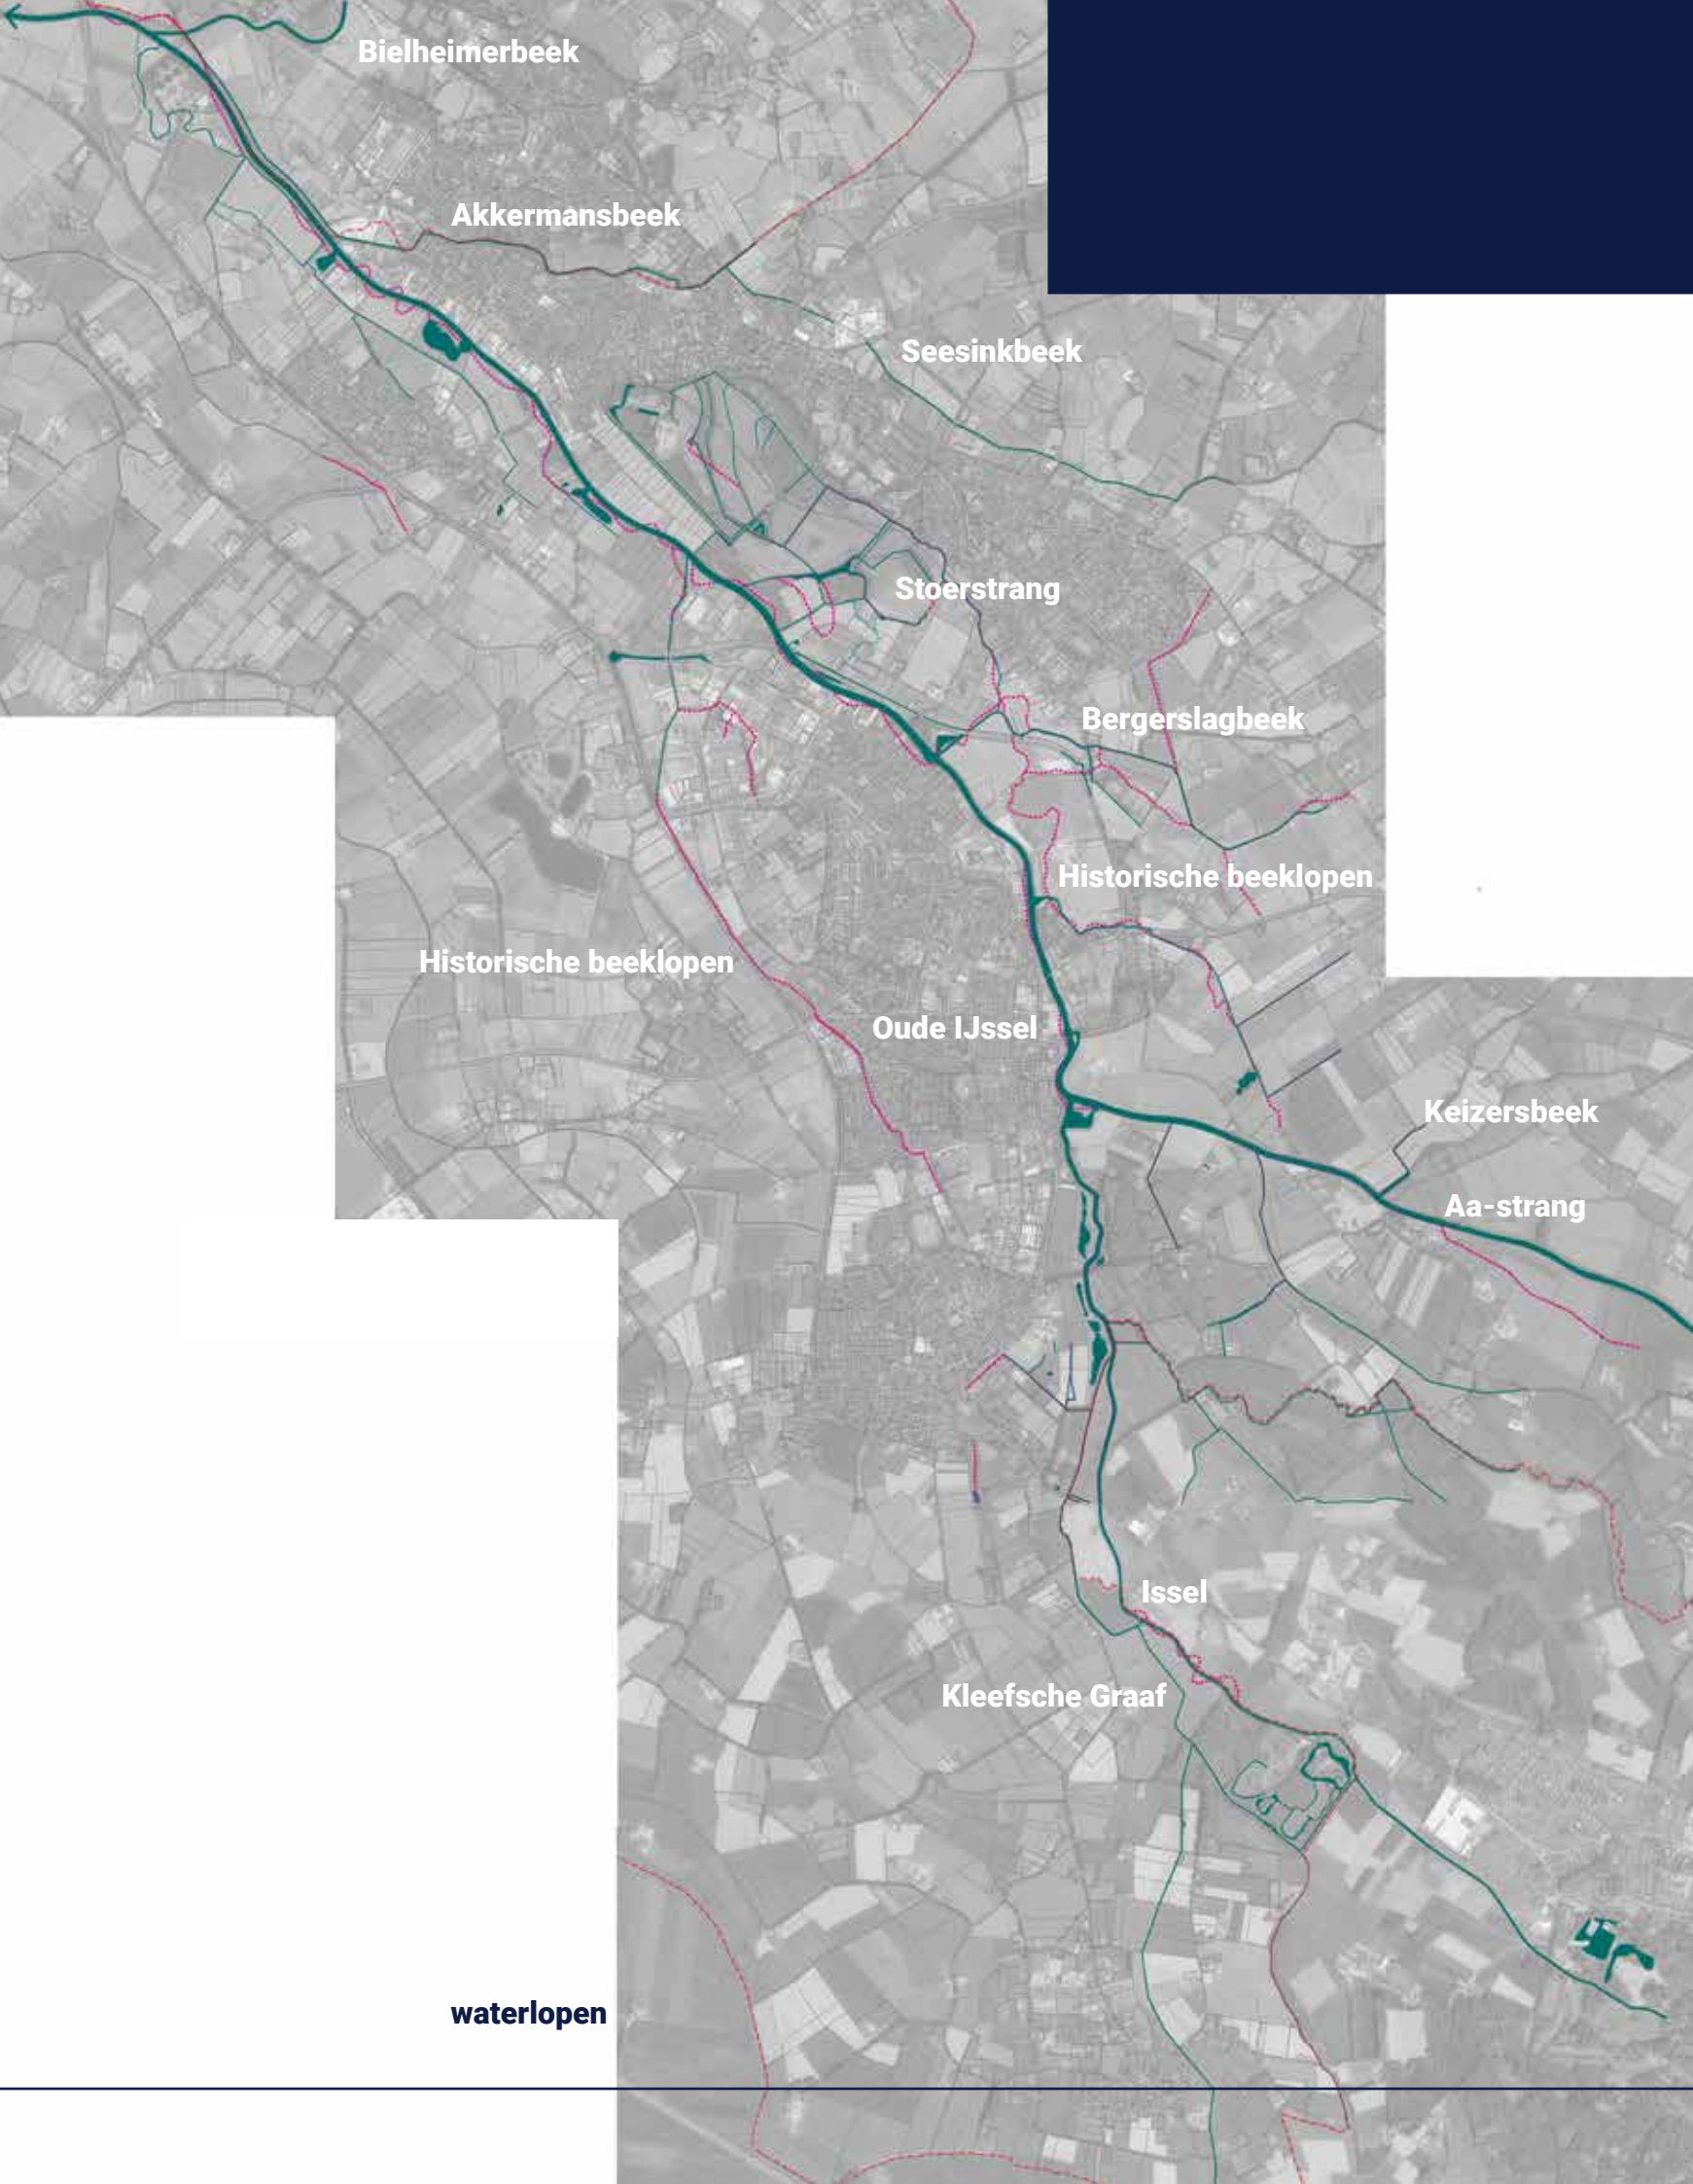 Bielheimerbeek
Akkermansbeek
Seesinkbeek
Stoerstrang
Bergerslagbeek
Historische beeklopen
Historische beeklopen
Oude IJssel
Keizersbeek
Aa-strang
Issel
Kleefsche Graaf
waterlopen